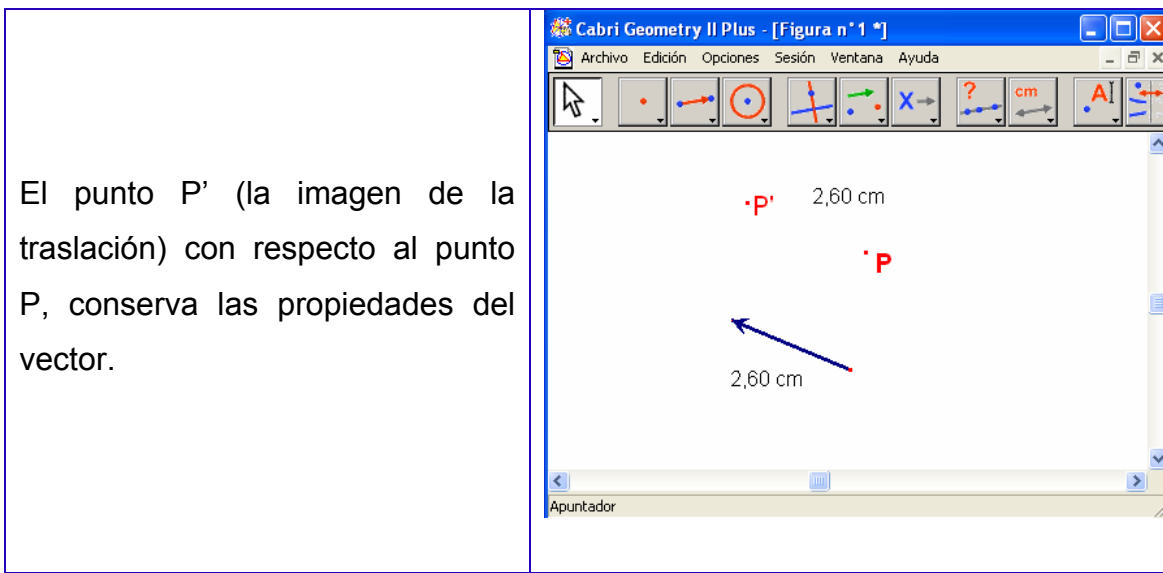 El punto P’ (la imagen de la
traslación) con respecto al punto
P, conserva las propiedades del
vector.
Cabri Geometry II Plus - [Figura n°1 *]
Archivo Edición Opciones Sesión Ventana Ayuda
? cm A
X
P' 2,60 cm
P
2,60 cm
Apuntador